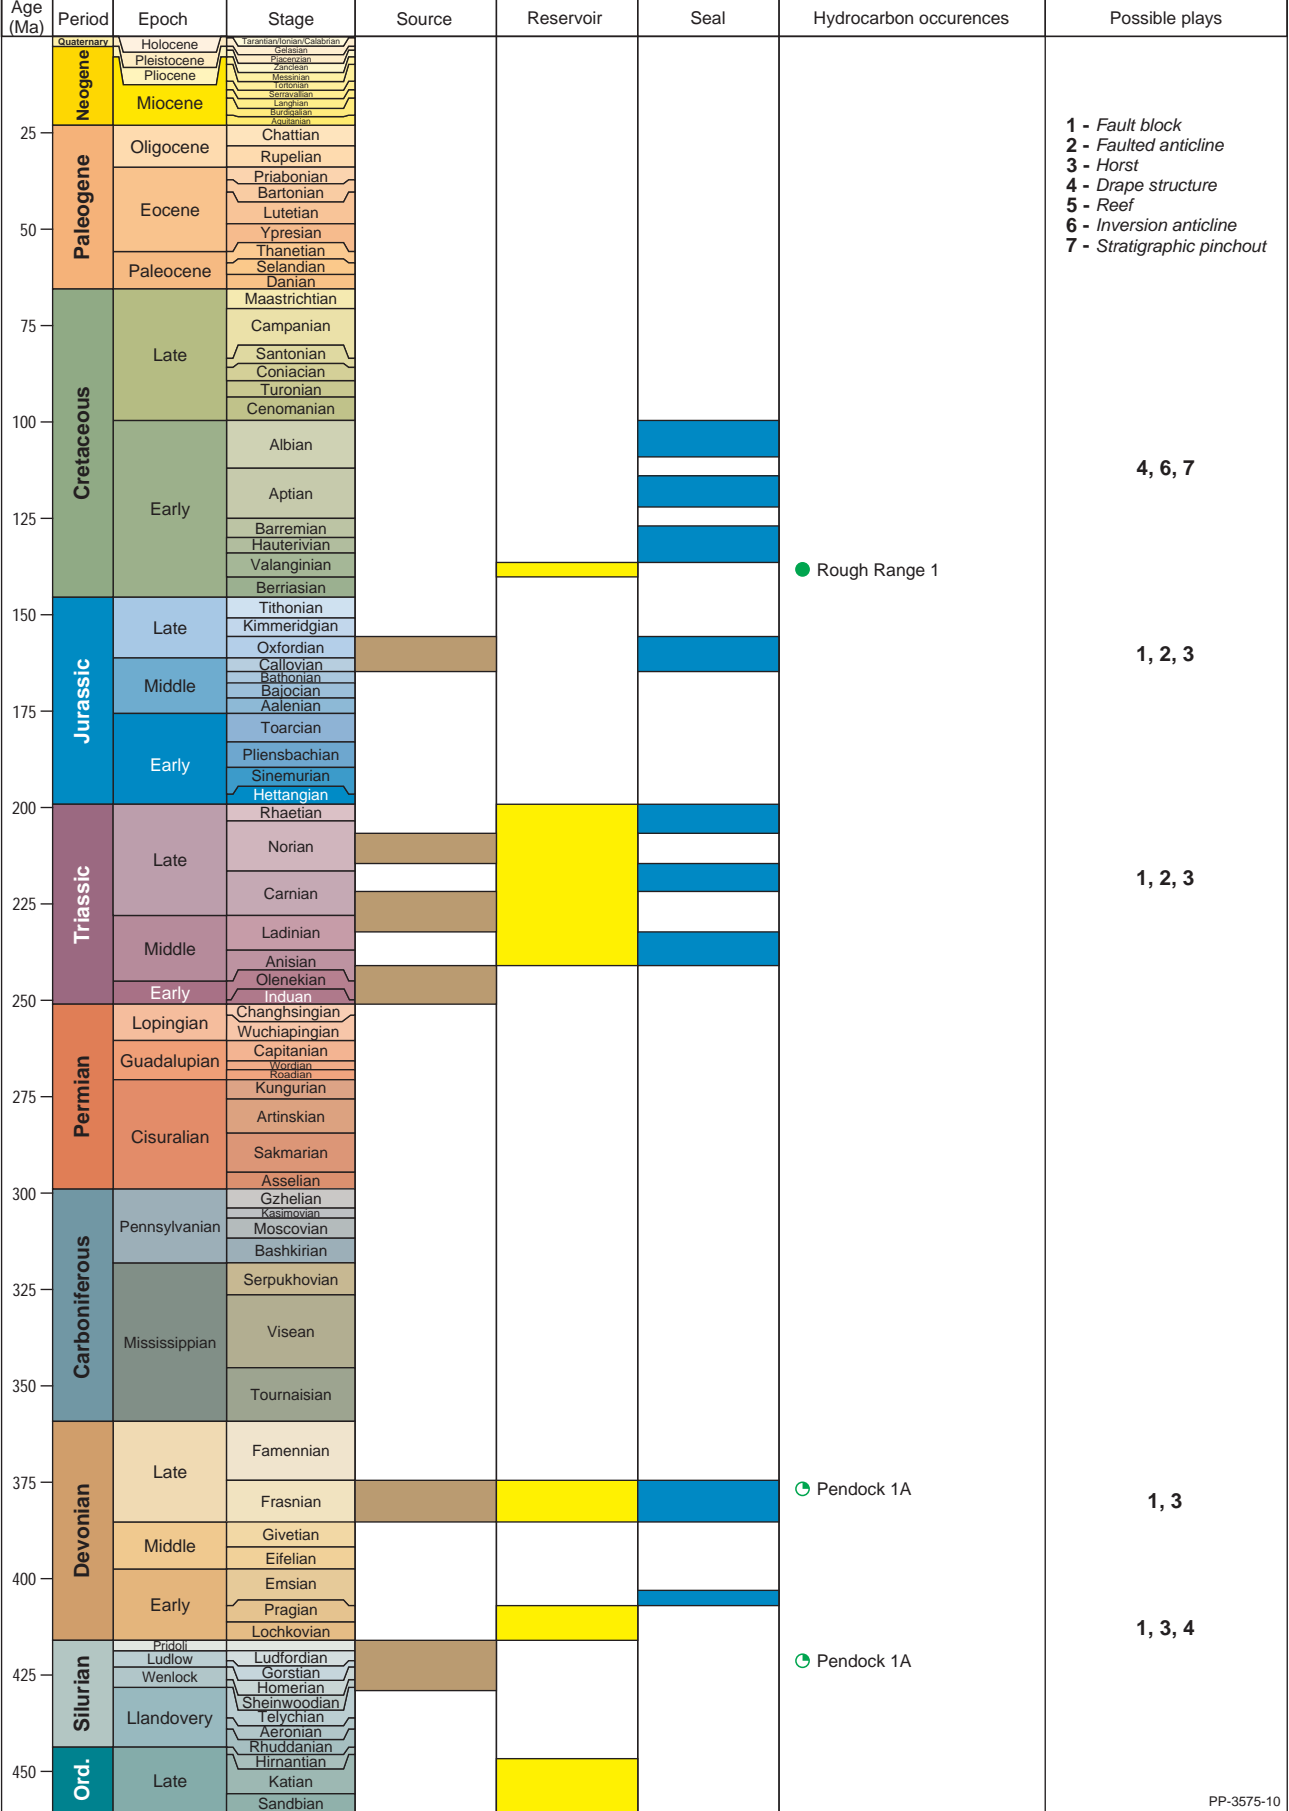 Age
(Ma)
Period
Epoch
Stage
Source
Reservoir
Seal
Hydrocarbon occurences
Possible plays
Quaternary
Holocene
Tarantian/Ionian/Calabrian
Gelasian
Pleistocene
Piacenzian
Zanclean
Pliocene
Messinian
Tortonian
Neogene
Serravallian
Miocene
Langhian
Burdigalian
Aquitanian
1 - Fault block
2 - Faulted anticline
3 - Horst
4 - Drape structure
5 - Reef
6 - Inversion anticline
7 - Stratigraphic pinchout
25
Chattian
Oligocene
Rupelian
Priabonian
Bartonian
Paleogene
Eocene
Lutetian
50
Ypresian
Thanetian
Paleocene
Selandian
Danian
Maastrichtian
75
Campanian
Late
Santonian
Coniacian
Turonian
Cenomanian
100
Cretaceous
Albian
4, 6, 7
Aptian
Early
125
Barremian
Hauterivian
Valanginian
Rough Range 1
Berriasian
150
Tithonian
Late
Kimmeridgian
Oxfordian
1, 2, 3
Callovian
Bathonian
Middle
Bajocian
Jurassic
Aalenian
175
Toarcian
Pliensbachian
Early
Sinemurian
Hettangian
200
Rhaetian
Norian
Late
1, 2, 3
Carnian
Triassic
225
Ladinian
Middle
Anisian
Olenekian
Early
Induan
250
Changhsingian
Lopingian
Wuchiapingian
Capitanian
Guadalupian
Wordian
Roadian
Kungurian
Permian
275
Artinskian
Cisuralian
Sakmarian
Asselian
300
Gzhelian
Kasimovian
Pennsylvanian
Moscovian
Bashkirian
Serpukhovian
325
Carboniferous
Visean
Mississippian
350
Tournaisian
Famennian
Late
375
Pendock 1A
Frasnian
1, 3
Devonian
Givetian
Middle
Eifelian
400
Emsian
Early
Pragian
1, 3, 4
Lochkovian
Pridoli
Ludlow
Ludfordian
Pendock 1A
425
Gorstian
Wenlock
Homerian
Silurian
Sheinwoodian
Llandovery
Telychian
Aeronian
Rhuddanian
Hirnantian
450
Ord.
Late
Katian
Sandbian
PP-3575-10